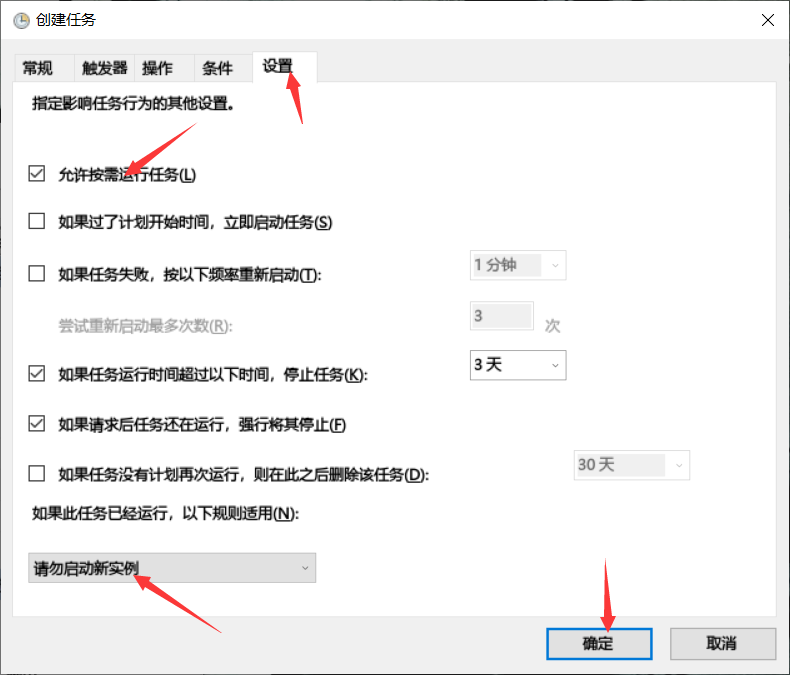 创建任务
常规 触发器 操作 条件 设置
指定影响任务行为的其他设置。
允许按需运行任务(L)
如果过了计划开始时间，立即启动任务(S)
如果任务失败，按以下频率重新启动(T): 1 分钟
尝试重新启动最多次数(R): 3 次
如果任务运行时间超过以下时间，停止任务(K): 3 天
如果请求后任务还在运行，强行将其停止(F)
如果任务没有计划再次运行，则在此之后删除该任务(D): 30 天
如果此任务已经运行，以下规则适用(N):
请勿启动新实例
确定 取消